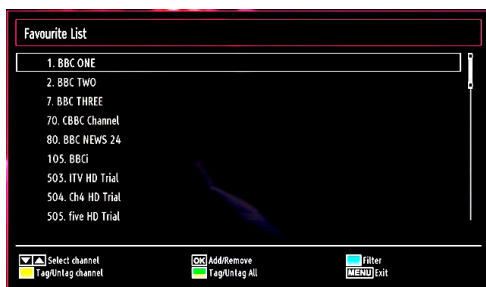 Favourite List
1. BBC ONE
2. BBC TWO
7. BBC THREE
70. CBBC Channel
80. BBC NEWS 24
105. BBCi
503. ITV HD Trial
504. Ch4 HD Trial
505. five HD Trial
Select channel OK Add/Remove Filter
Tag/Untag channel Tag/Untag All MENU Exit